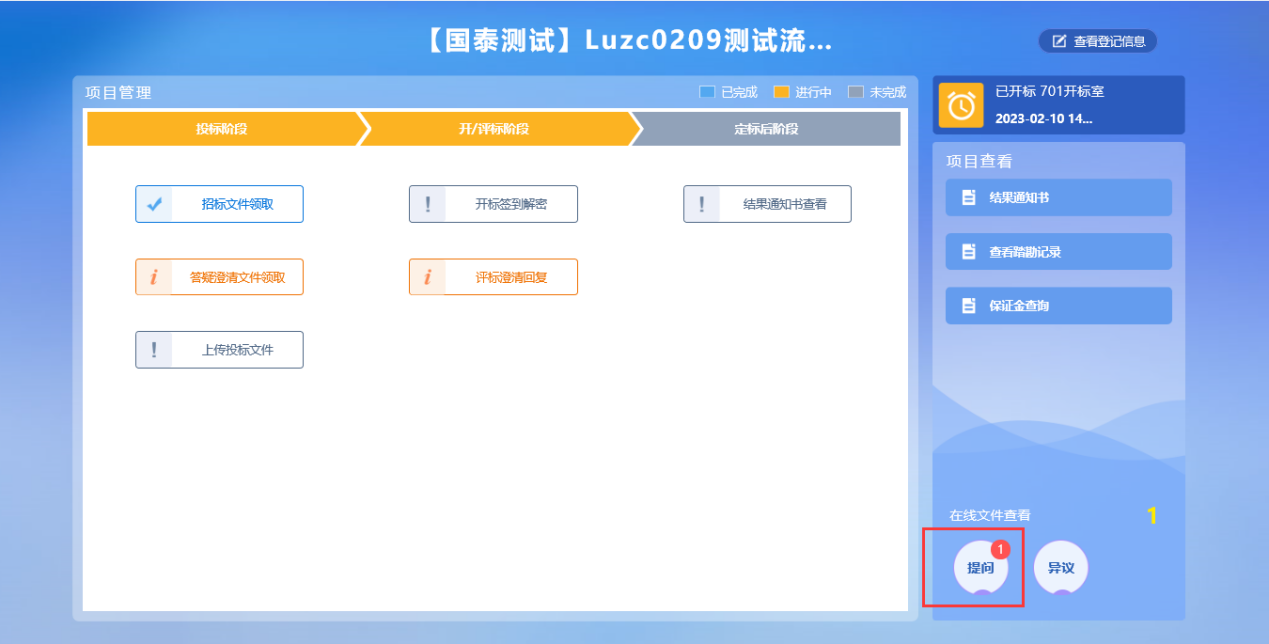 【国泰测试】Luzc0209测试流...
查看登记信息
项目管理
已完成 进行中 未完成
投标阶段 开/评标阶段 定标后阶段
招标文件领取 开标签到解密 结果通知书查看
答疑澄清文件领取 评标澄清回复
上传投标文件
已开标 701开标室
2023-02-10 14...
项目查看
结果通知书
查看踏勘记录
保证金查询
在线文件查看 1
提问 1 异议